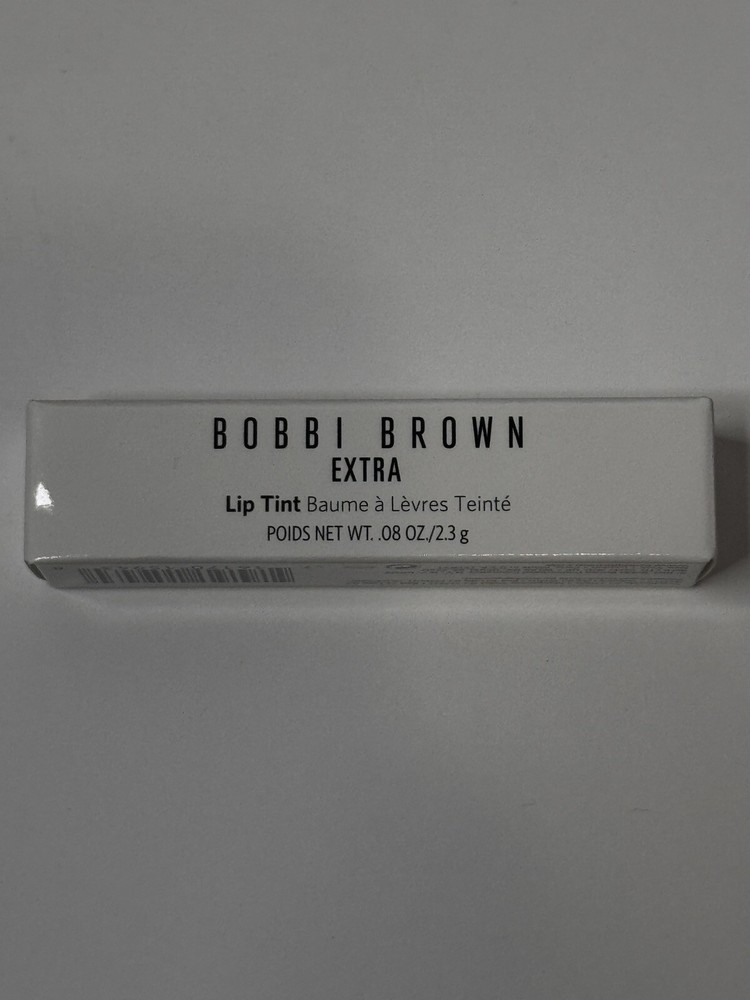 BOBBI BROWN
EXTRA
Lip Tint Baume à Lèvres Teinté
POIDS NET WT. .08 OZ./2.3 g